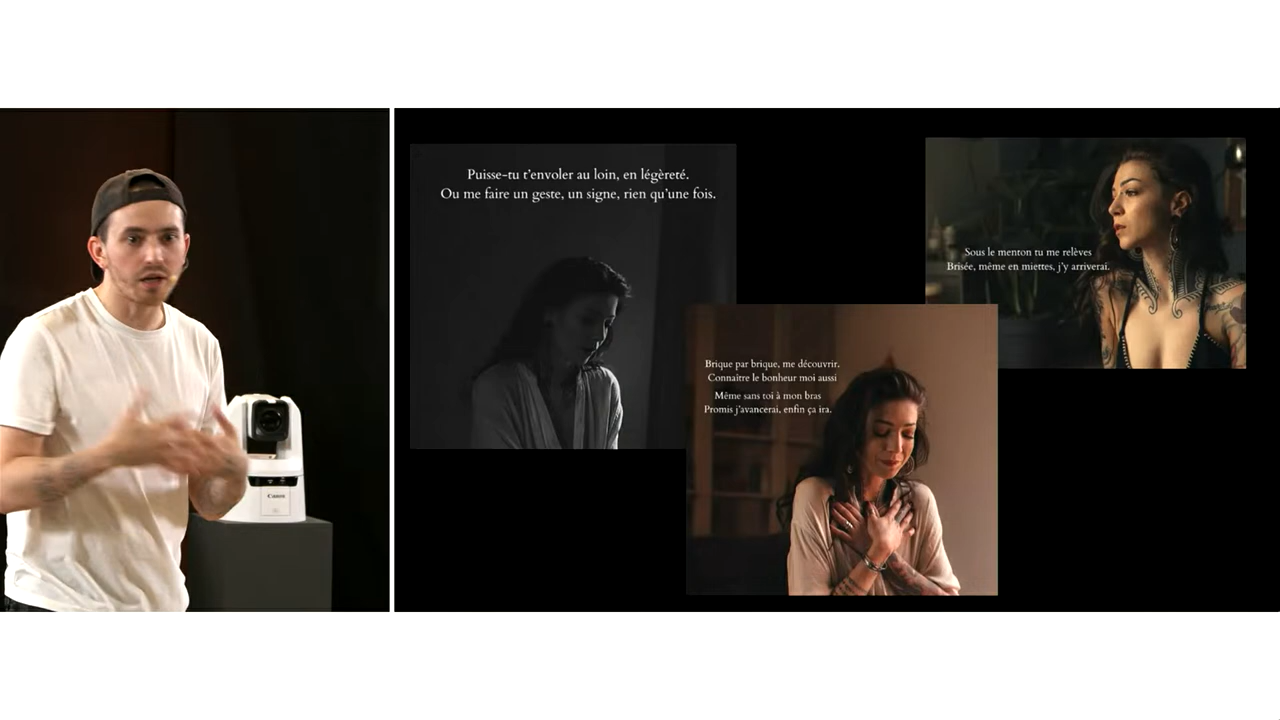 Puisse-tu t'envoler au loin, en légèreté.
Ou me faire un geste, un signe, rien qu'une fois.
Sous le menton tu me relèves
Brisée, même en miettes, j'y arriverai.
Brique par brique, me découvrir.
Connaître le bonheur moi aussi
Même sans toi à mon bras
Promis j'avancerai, enfin ça ira.
Canon